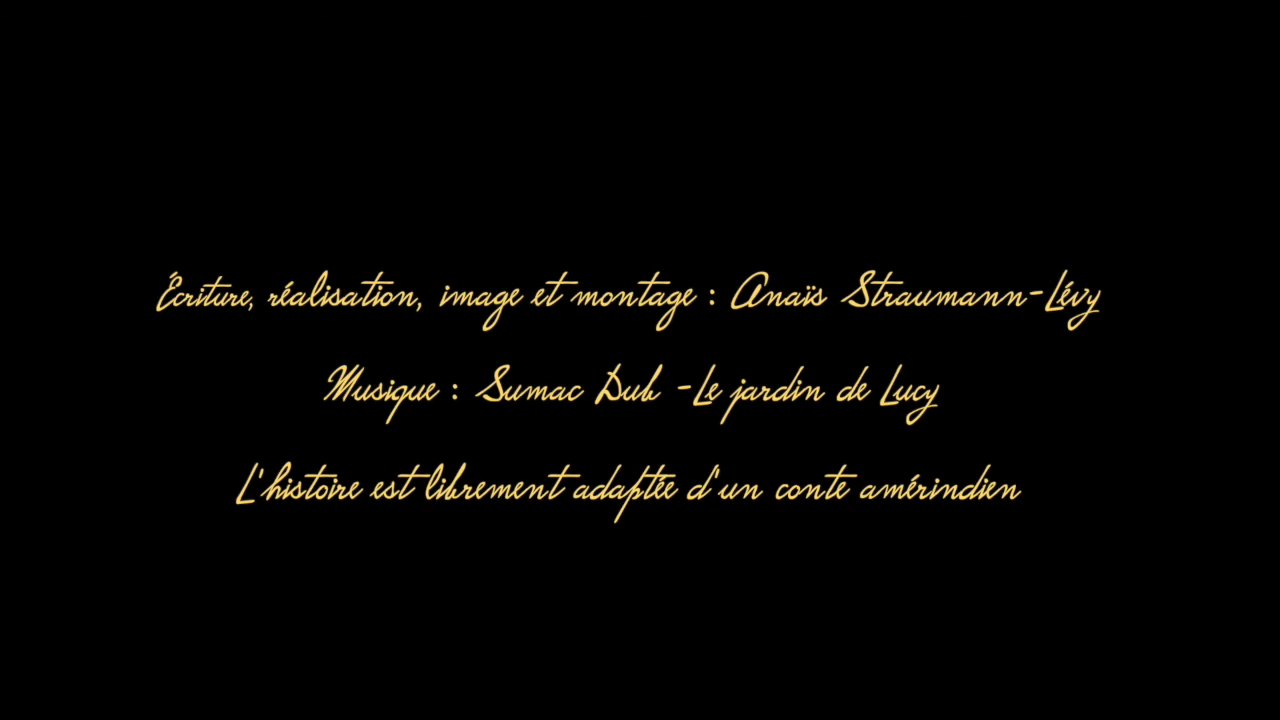 Écriture, réalisation, image et montage : Anaïs Straumann-Lévy
Musique : Sumac Dub -Le jardin de Lucy
L'histoire est librement adaptée d'un conte amérindien